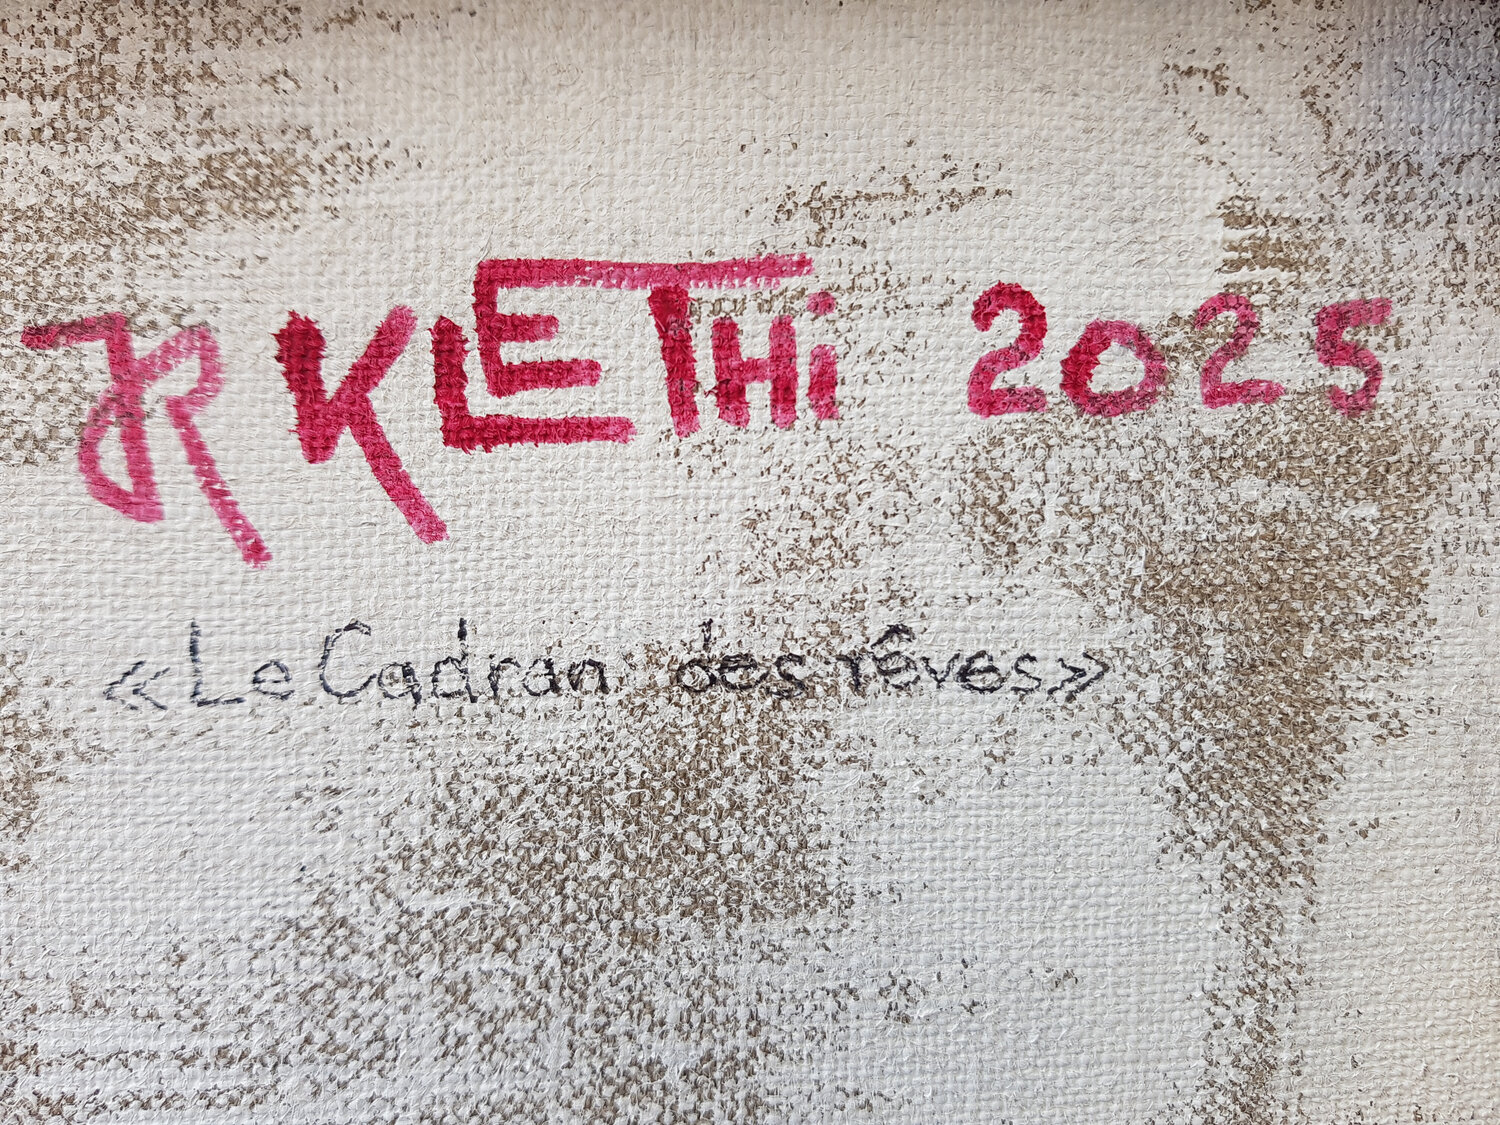 JR KLETHi 2025
«Le Cadran des rêves»